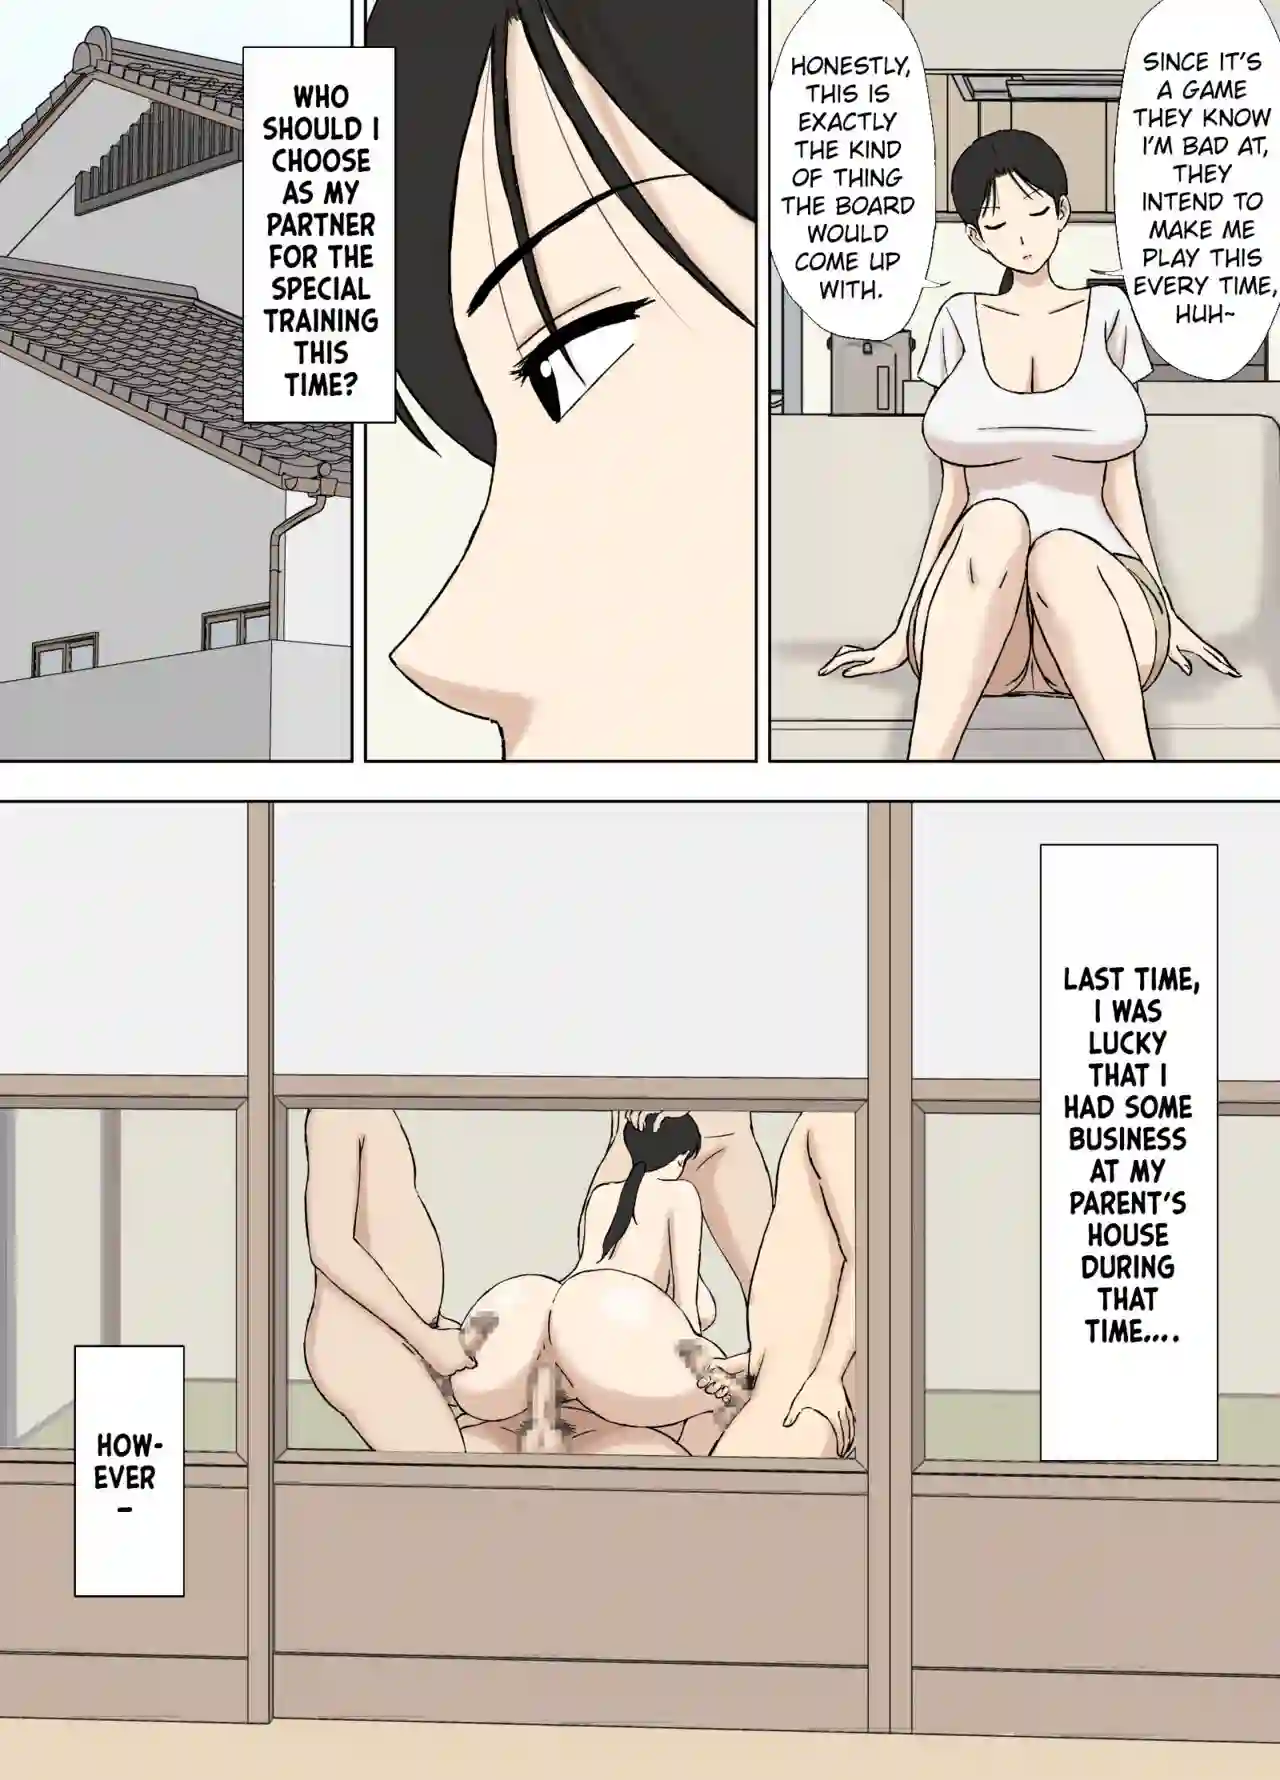 SINCE IT'S
A GAME
THEY KNOW
I'M BAD AT,
THEY
INTEND TO
MAKE ME
PLAY THIS
EVERY TIME,
HUH~
HONESTLY,
THIS IS
EXACTLY
THE KIND
OF THING
THE BOARD
WOULD
COME UP
WITH.
WHO
SHOULD I
CHOOSE
AS MY
PARTNER
FOR THE
SPECIAL
TRAINING
THIS
TIME?
LAST TIME,
I WAS
LUCKY
THAT I
HAD SOME
BUSINESS
AT MY
PARENT'S
HOUSE
DURING
THAT
TIME....
HOW-
EVER
–